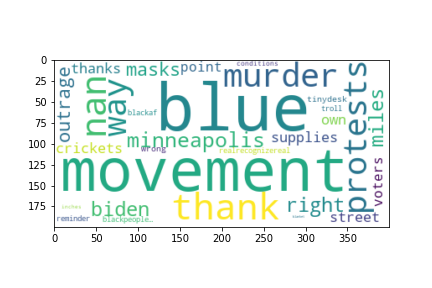 0
25
50
75
100
125
150
175
0 50 100 150 200 250 300 350
thanks masks point conditions
outrage nan way blackaf blue murder
tinydesk
troll
own
protests miles
crickets wrong minneapolis supplies
realrecognizereal
movement voters
inches
reminder biden thank right street
blackpeople...